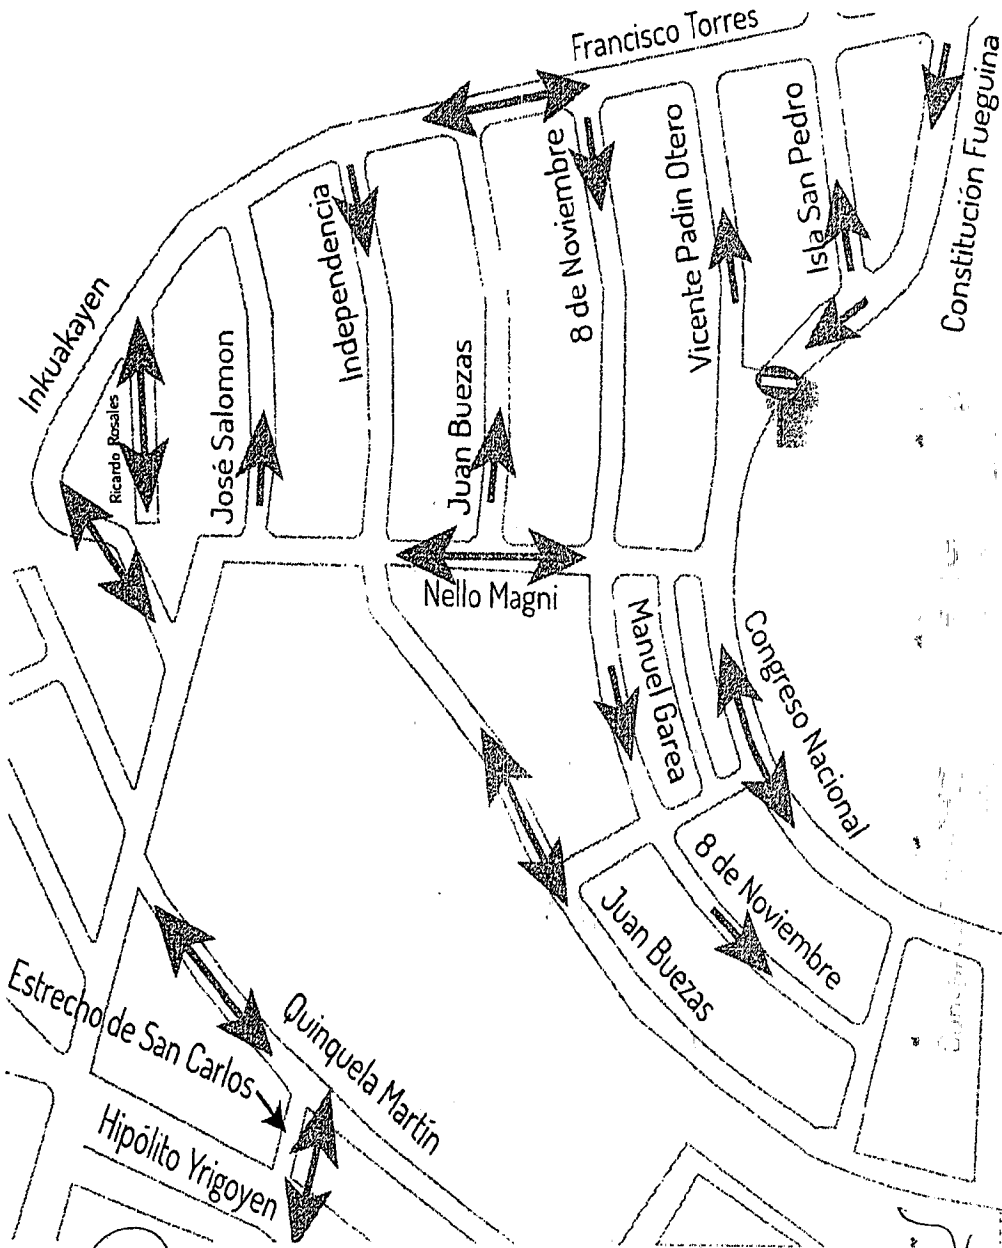 Francisco Torres
Constitución Fueguina
Isla San Pedro
Vicente Padin Otero
8 de Noviembre
Independencia
Inkuakayen
Juan Buezas
José Salomon
Ricardo Rosales
Nello Magni
Manuel Garea
Congreso Nacional
8 de Noviembre
Juan Buezas
Estrecho de San Carlos
Quinquela Martín
Hipólito Yrigoyen